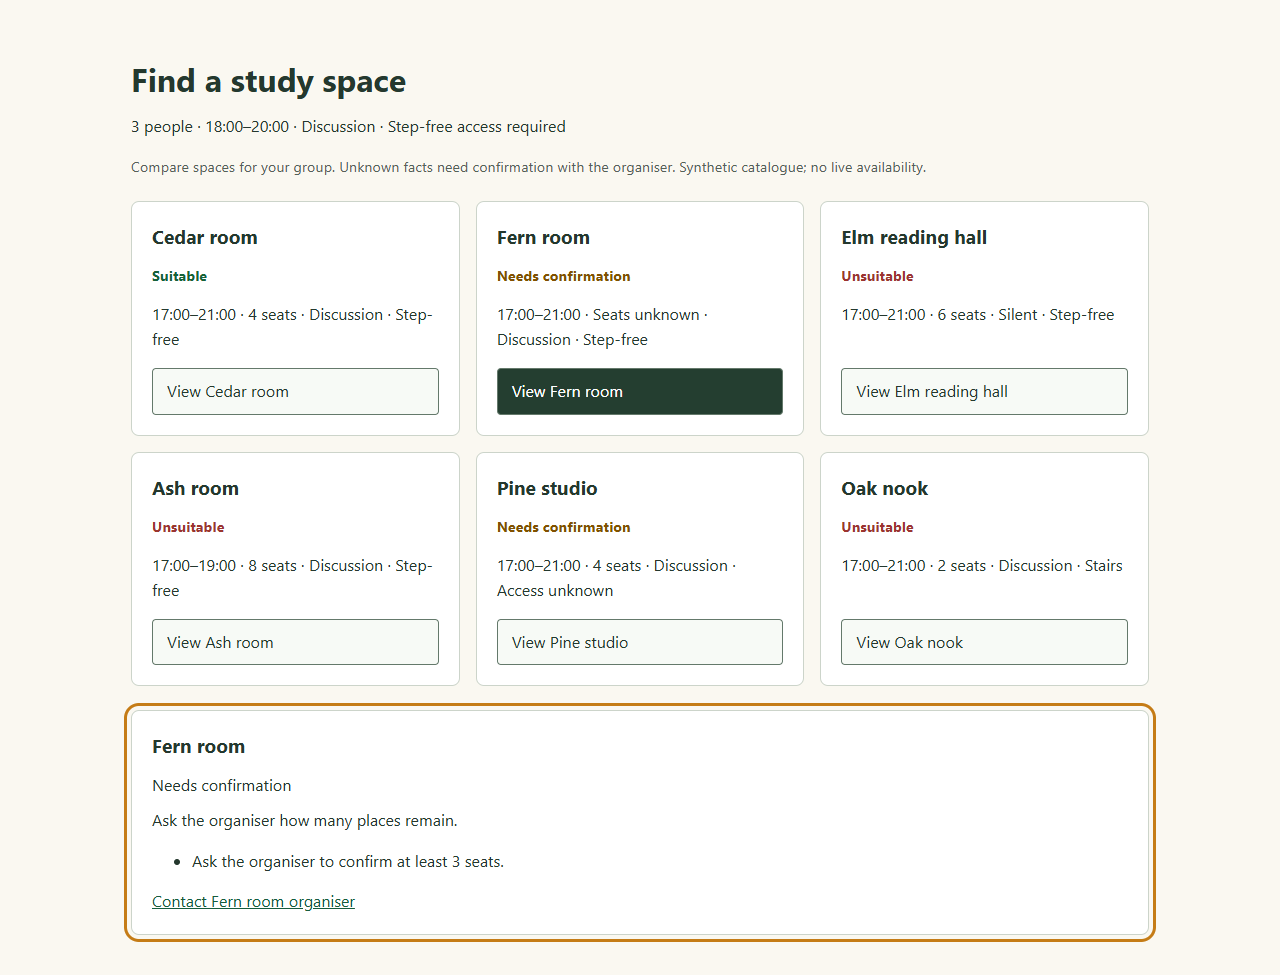 Find a study space
3 people · 18:00–20:00 · Discussion · Step-free access required
Compare spaces for your group. Unknown facts need confirmation with the organiser. Synthetic catalogue; no live availability.
Cedar room
Suitable
17:00–21:00 · 4 seats · Discussion · Step-
free
View Cedar room
Fern room
Needs confirmation
17:00–21:00 · Seats unknown ·
Discussion · Step-free
View Fern room
Elm reading hall
Unsuitable
17:00–21:00 · 6 seats · Silent · Step-free
View Elm reading hall
Ash room
Unsuitable
17:00–19:00 · 8 seats · Discussion · Step-
free
View Ash room
Pine studio
Needs confirmation
17:00–21:00 · 4 seats · Discussion ·
Access unknown
View Pine studio
Oak nook
Unsuitable
17:00–21:00 · 2 seats · Discussion · Stairs
View Oak nook
Fern room
Needs confirmation
Ask the organiser how many places remain.
• Ask the organiser to confirm at least 3 seats.
Contact Fern room organiser